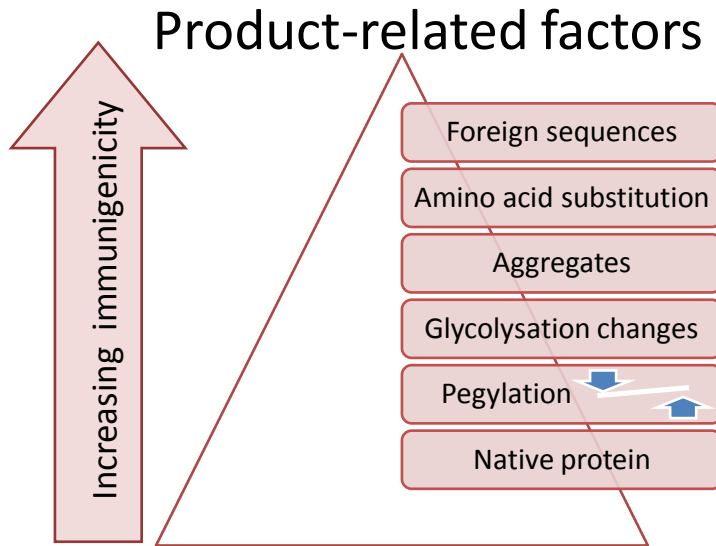 Product-related factors
Increasing immunigenicity
Foreign sequences
Amino acid substitution
Aggregates
Glycolysation changes
Pegylation
Native protein